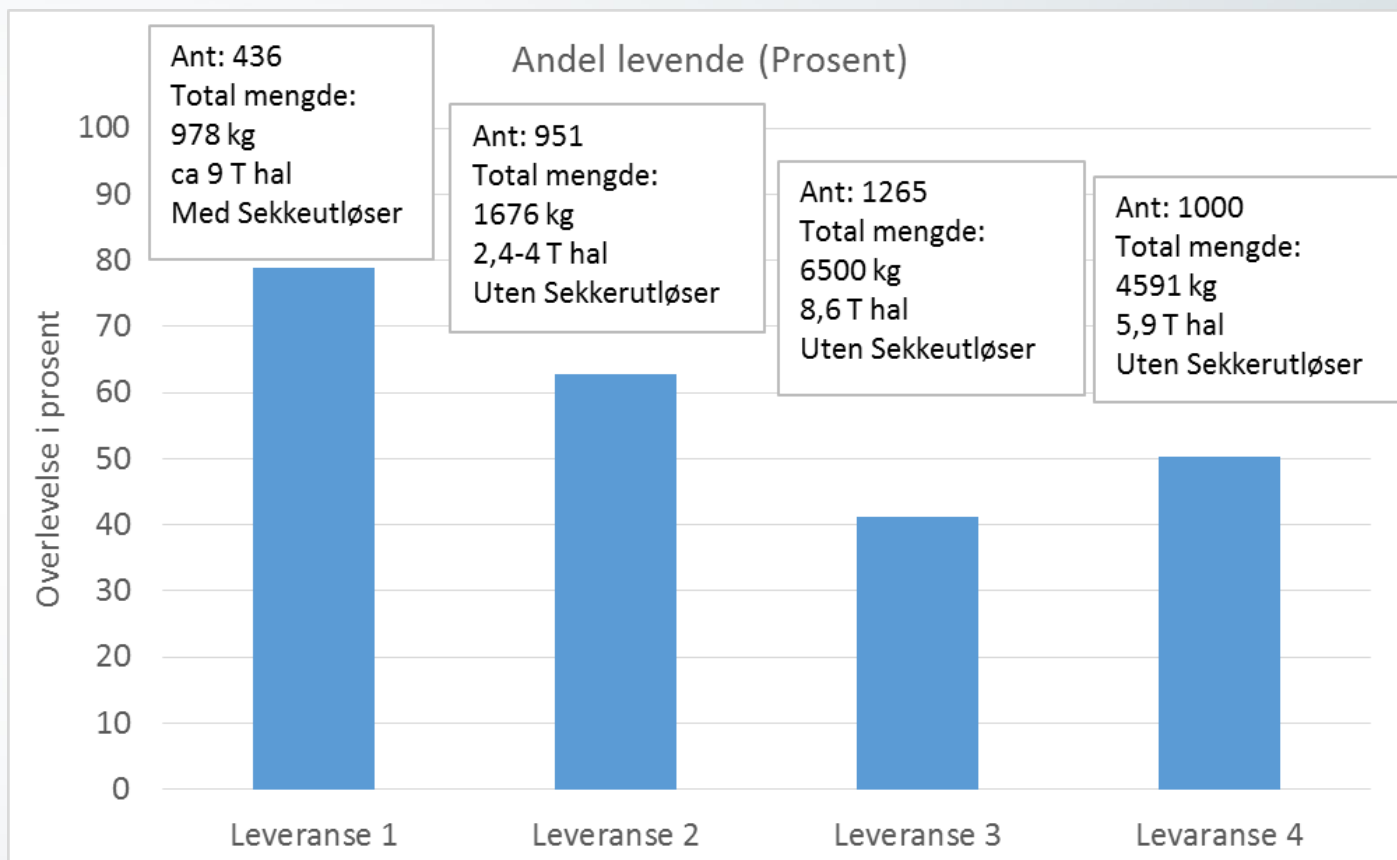 Andel levende (Prosent)
Ant: 436
Total mengde:
978 kg
ca 9 T hal
Med Sekkeutløser
Ant: 951
Total mengde:
1676 kg
2,4-4 T hal
Uten Sekkerutløser
Ant: 1265
Total mengde:
6500 kg
8,6 T hal
Uten Sekkeutløser
Ant: 1000
Total mengde:
4591 kg
5,9 T hal
Uten Sekkerutløser
Overlevelse i prosent
100
90
80
70
60
50
40
30
20
10
0
Leveranse 1
Leveranse 2
Leveranse 3
Levaranse 4